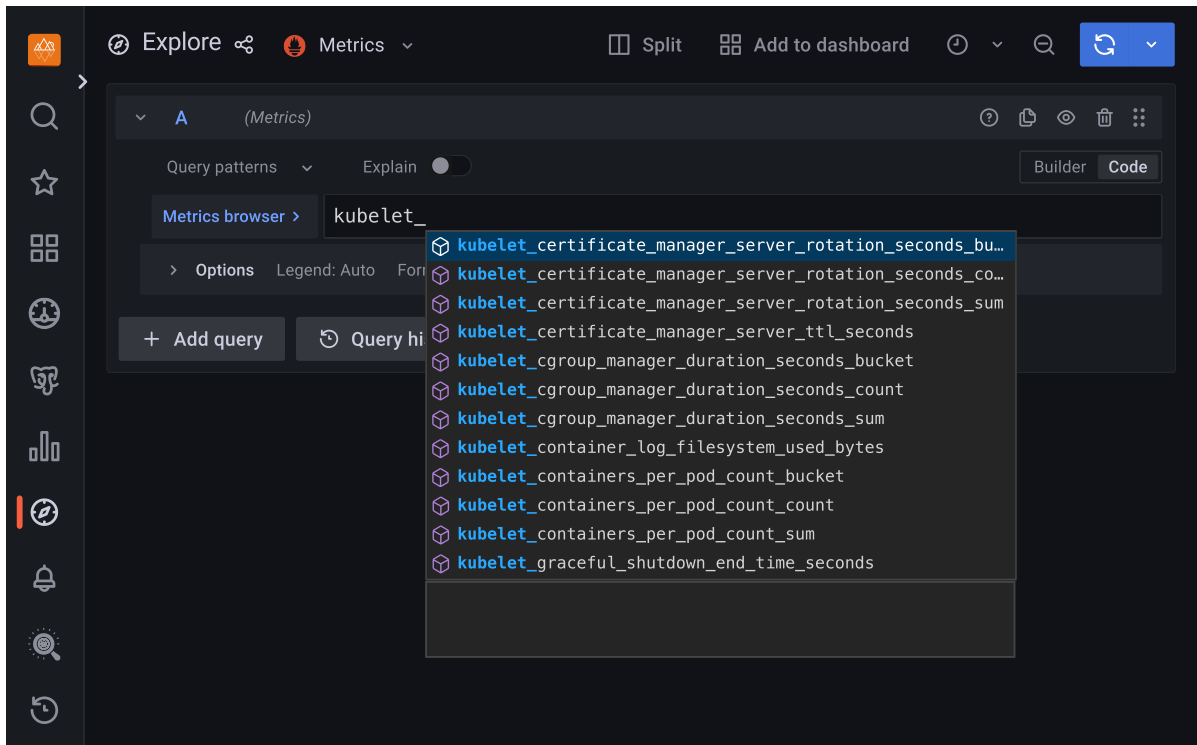 Explore Metrics Split Add to dashboard
A (Metrics)
Query patterns Explain Builder Code
Metrics browser > kubelet_
kubelet_certificate_manager_server_rotation_seconds_bu…
Options Legend: Auto
kubelet_certificate_manager_server_rotation_seconds_co…
kubelet_certificate_manager_server_rotation_seconds_sum
kubelet_certificate_manager_server_ttl_seconds
+ Add query Query
kubelet_cgroup_manager_duration_seconds_bucket
kubelet_cgroup_manager_duration_seconds_count
kubelet_cgroup_manager_duration_seconds_sum
kubelet_container_log_filesystem_used_bytes
kubelet_containers_per_pod_count_bucket
kubelet_containers_per_pod_count_count
kubelet_containers_per_pod_count_sum
kubelet_graceful_shutdown_end_time_seconds